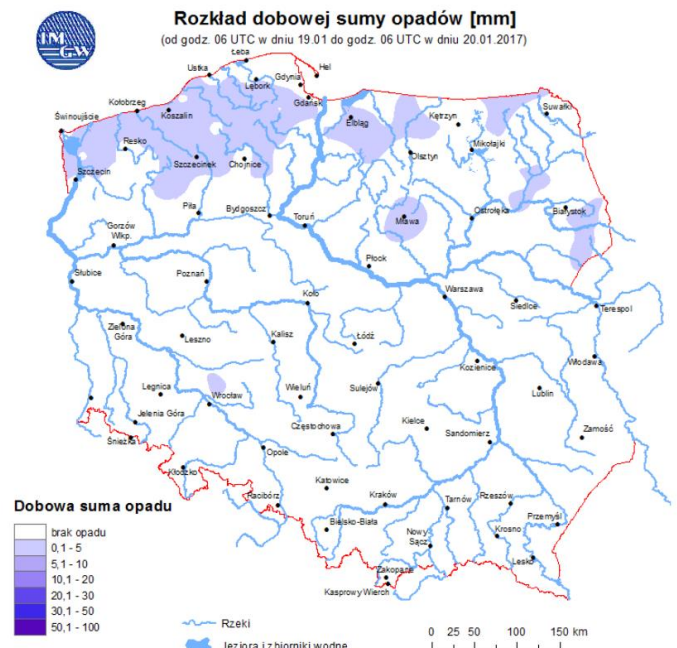 IMGW
Rozkład dobowej sumy opadów [mm]
(od godz. 06 UTC w dniu 19.01 do godz. 06 UTC w dniu 20.01.2017)
Łeba
Hel
Ustka
Gdynia
Lębork
Gdańsk
Kołobrzeg
Koszalin
Świnoujście
Elbląg
Kętrzyn
Suwałki
Resko
Szczecinek
Chojnice
Olsztyn
Mikołajki
Szczecin
Piła
Bydgoszcz
Toruń
Mława
Ostrołęka
Białystok
Gorzów
Wlkp.
Płock
Słubice
Poznań
Koło
Warszawa
Siedlce
Terespol
Zielona
Góra
Leszno
Kalisz
Łódź
Kozienice
Włodawa
Legnica
Wrocław
Wieluń
Sulejów
Lublin
Jelenia Góra
Śnieżka
Częstochowa
Kielce
Sandomierz
Zamość
Kłodzko
Opole
Racibórz
Katowice
Kraków
Tarnów
Rzeszów
Przemyśl
Bielsko-Biała
Nowy
Sącz
Krosno
Lesko
Zakopane
Kasprowy Wierch
Dobowa suma opadu
brak opadu
0,1 - 5
5,1 - 10
10,1 - 20
20,1 - 30
30,1 - 50
50,1 - 100
Rzeki
Jeziora i zbiorniki wodne
0 25 50 100 150 km